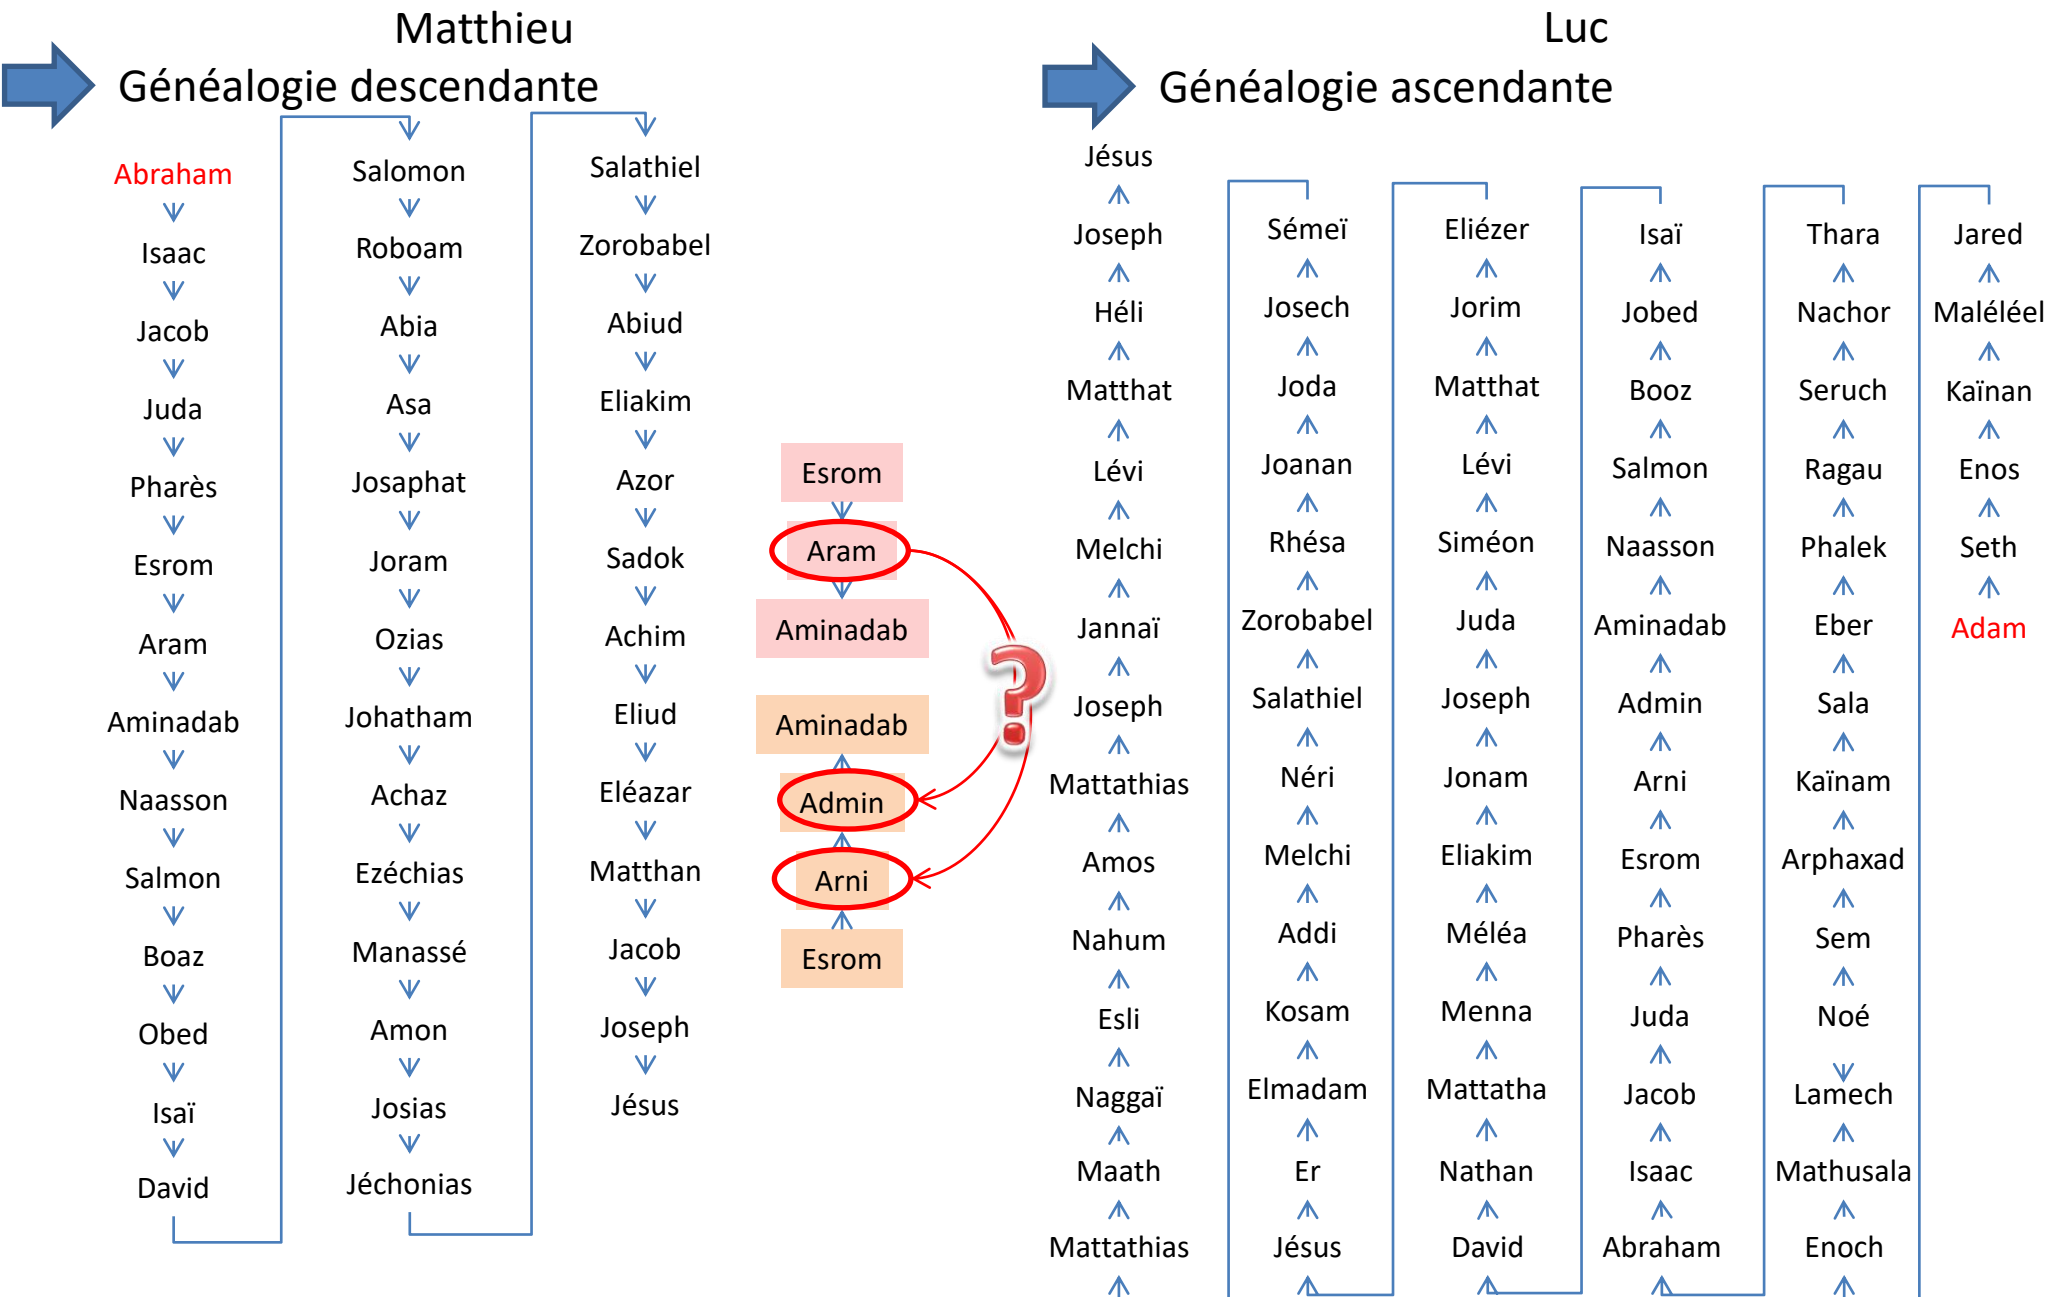 Matthieu
Généalogie descendante
Abraham
Isaac
Jacob
Juda
Pharès
Esrom
Aram
Aminadab
Naasson
Salmon
Boaz
Obed
Isaï
David
Salomon
Roboam
Abia
Asa
Josaphat
Joram
Ozias
Johatham
Achaz
Ezéchias
Manassé
Amon
Josias
Jéchonias
Salathiel
Zorobabel
Abiud
Eliakim
Azor
Sadok
Achim
Eliud
Eléazar
Matthan
Jacob
Joseph
Jésus
Esrom
Aram
Aminadab
Aminadab
Admin
Arni
Esrom
?
Luc
Généalogie ascendante
Jésus
Joseph
Héli
Matthat
Lévi
Melchi
Jannaï
Joseph
Mattathias
Amos
Nahum
Esli
Naggaï
Maath
Mattathias
Sémeï
Josech
Joda
Joanan
Rhésa
Zorobabel
Salathiel
Néri
Melchi
Addi
Kosam
Elmadam
Er
Jésus
Eliézer
Jorim
Matthat
Lévi
Siméon
Juda
Joseph
Jonam
Eliakim
Méléa
Menna
Mattatha
Nathan
David
Isaï
Jobed
Booz
Salmon
Naasson
Aminadab
Admin
Arni
Esrom
Pharès
Juda
Jacob
Isaac
Abraham
Thara
Nachor
Seruch
Ragau
Phalek
Eber
Sala
Kaïnam
Arphaxad
Sem
Noé
Lamech
Mathusala
Enoch
Jared
Maléléel
Kaïnan
Enos
Seth
Adam